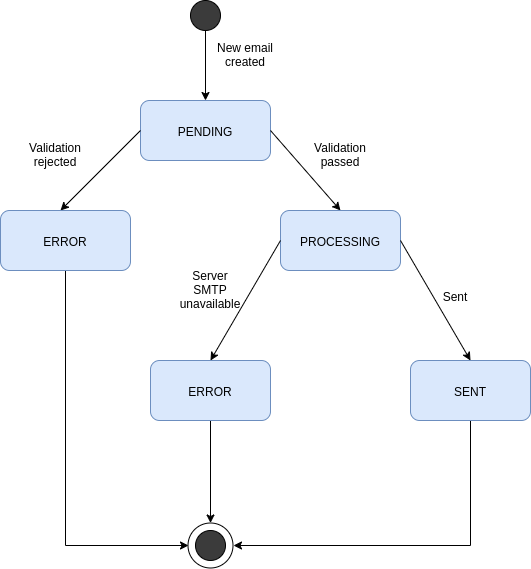 New email
created
PENDING
Validation
rejected
Validation
passed
ERROR
PROCESSING
Server
SMTP
unavailable
Sent
ERROR
SENT